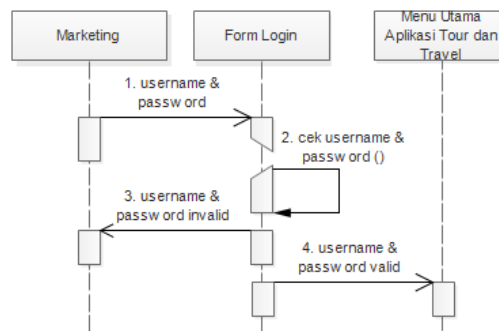 Marketing
Form Login
Menu Utama
Aplikasi Tour dan
Travel
1. username &
passw ord
2. cek username &
passw ord ()
3. username &
passw ord invalid
4. username &
passw ord valid